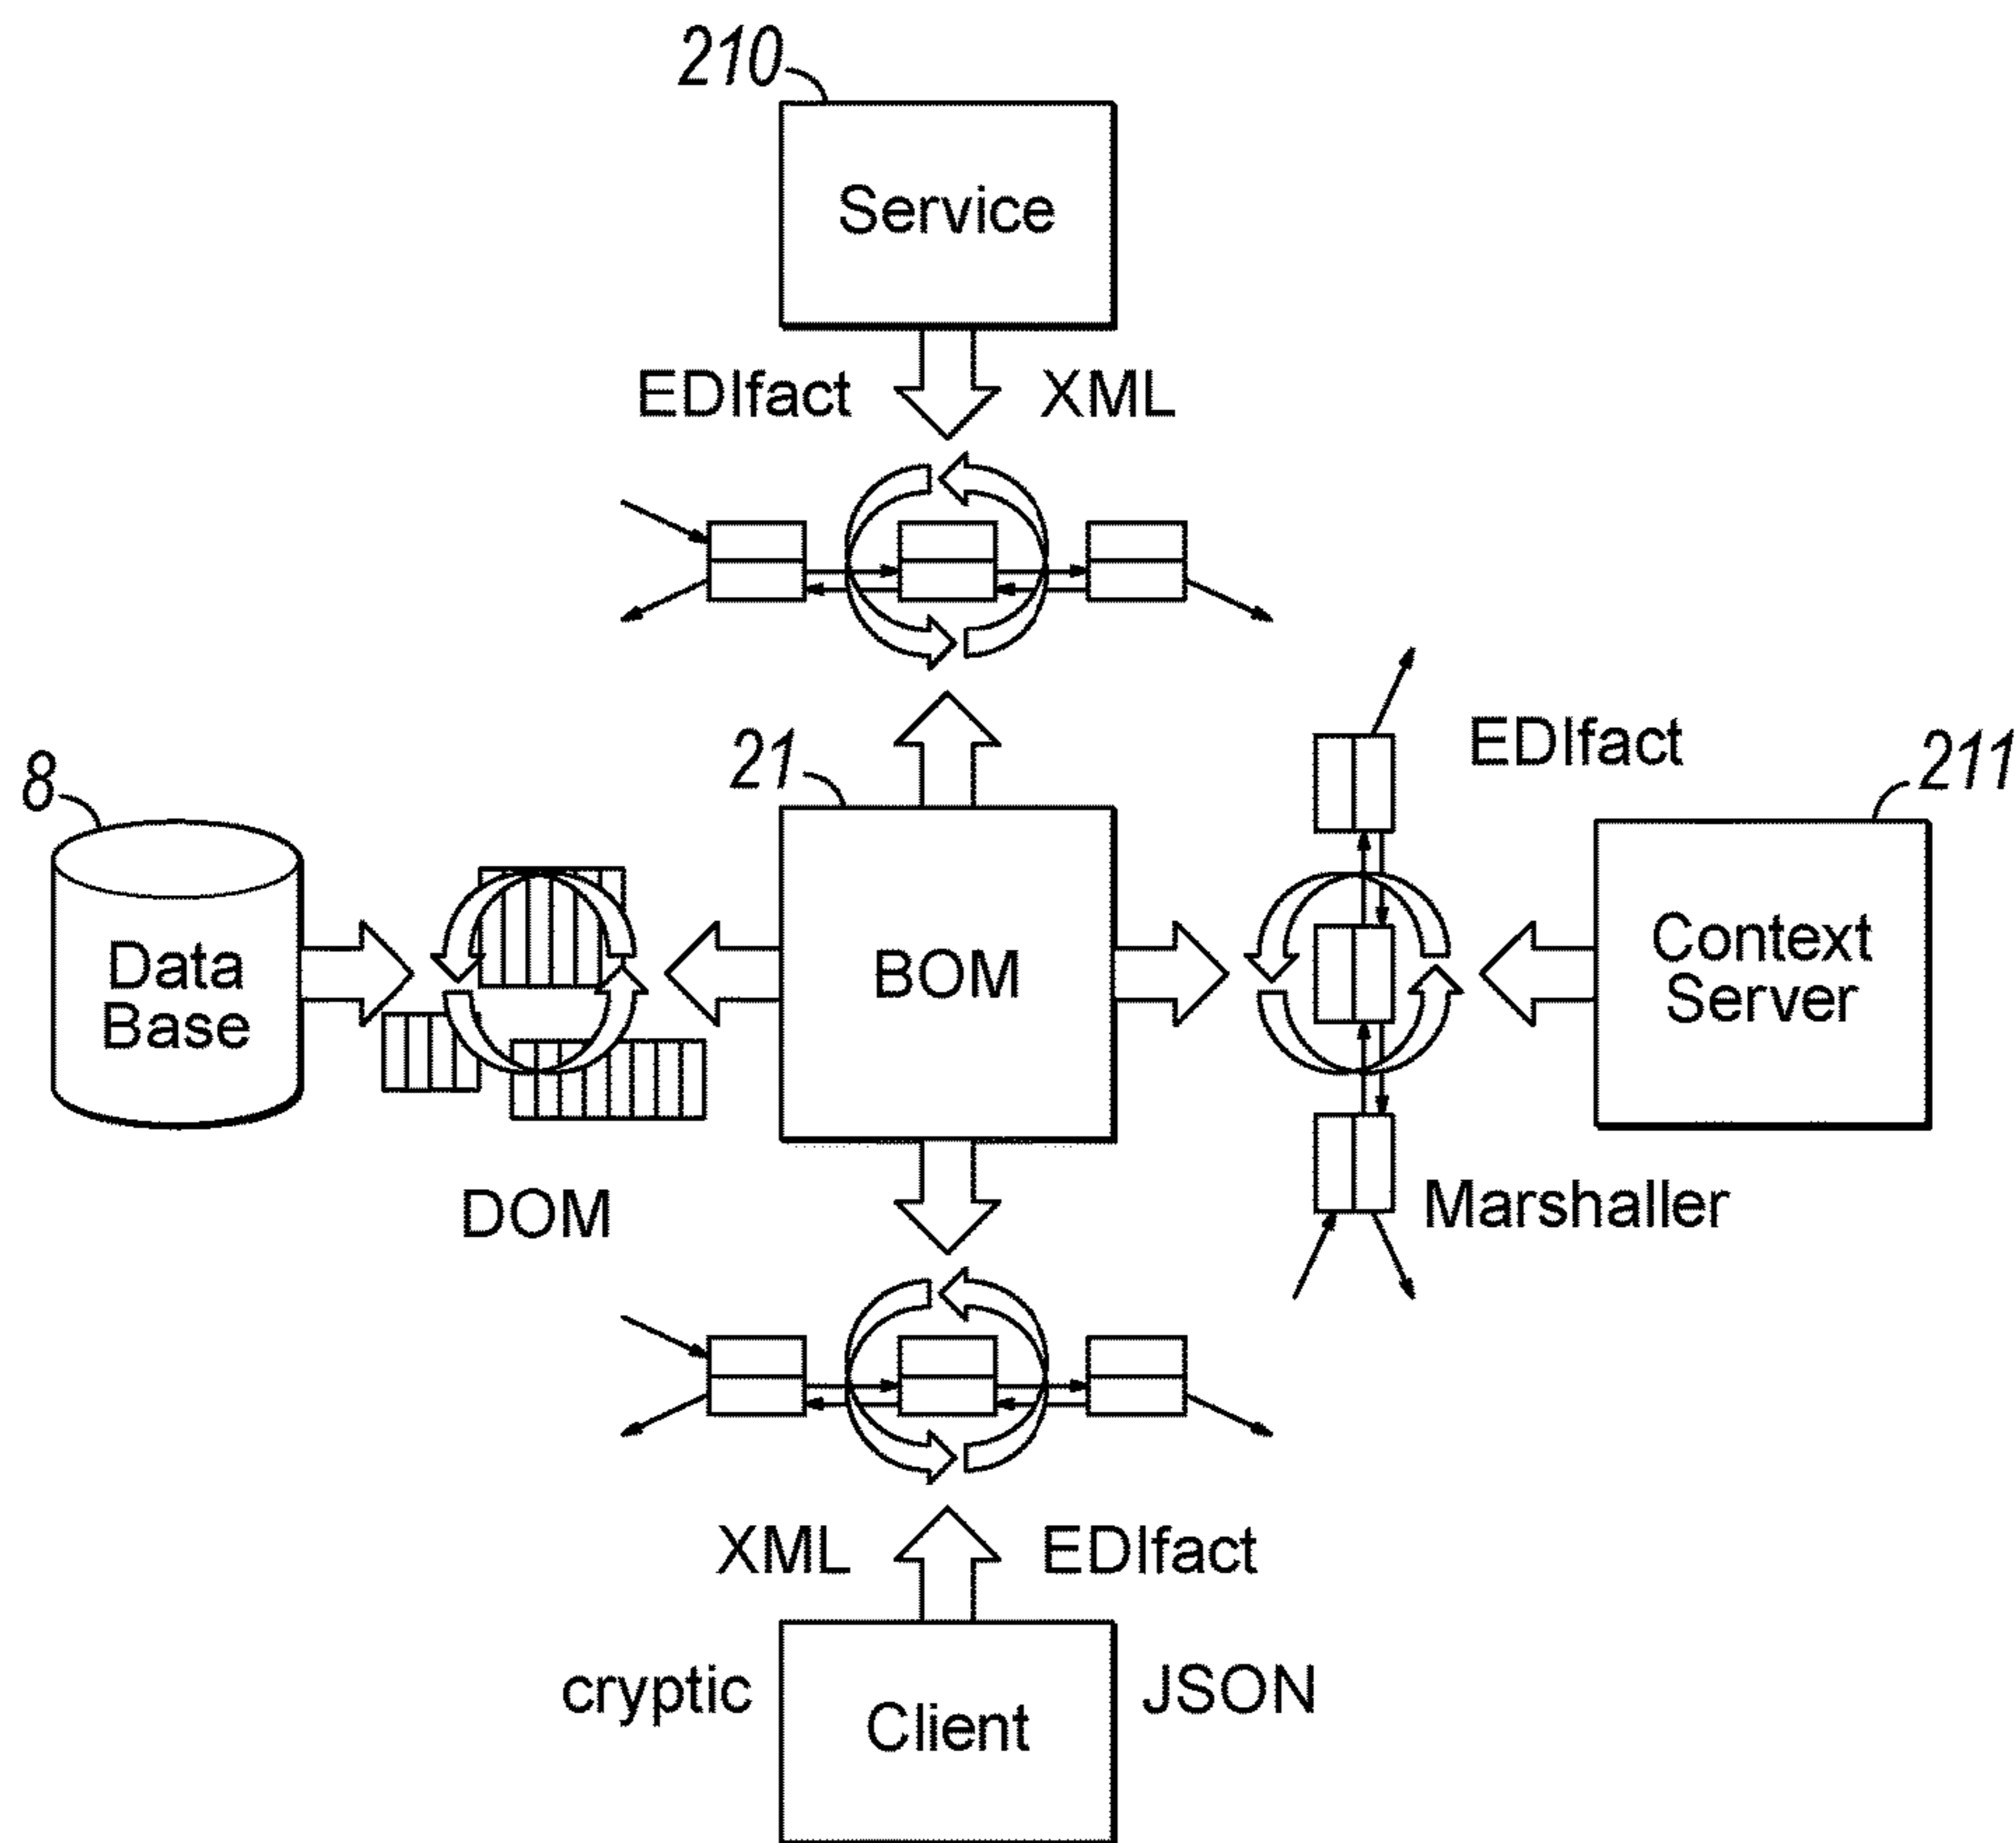 210
Service
EDIfact
XML
EDIfact
21
8
211
Data
Base
BOM
Context
Server
DOM
Marshaller
XML
EDIfact
cryptic
JSON
Client